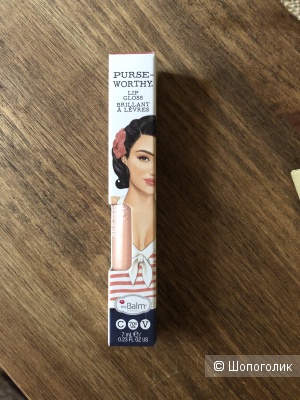 PURSE-
WORTHY.
LIP
GLOSS
BRILLANT
À LÈVRES
theBalm
C
V
7 ml ℮/
0.23 FL OZ US
© Шопоголик